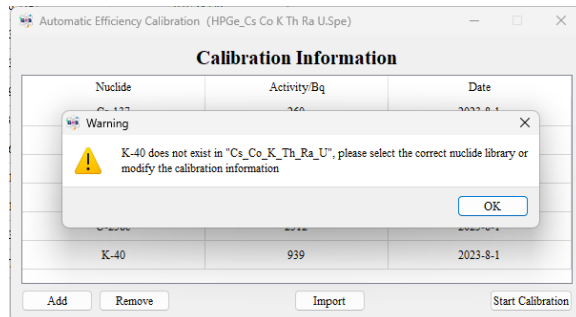 Automatic Efficiency Calibration (HPGe_Cs Co K Th Ra U.Spe)
Calibration Information
Nuclide Activity/Bq Date
Warning
K-40 does not exist in "Cs_Co_K_Th_Ra_U", please select the correct nuclide library or
modify the calibration information
OK
K-40 939 2023-8-1
Add Remove Import Start Calibration